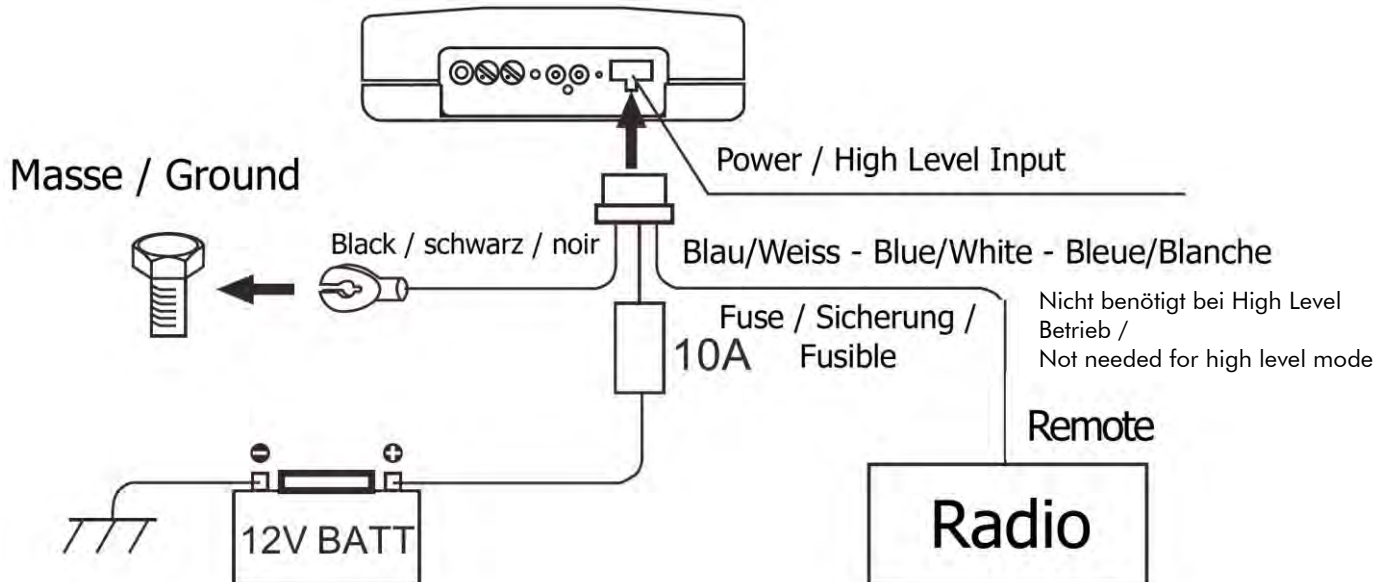 Power / High Level Input
Masse / Ground
Black / schwarz / noir
Blau/Weiss - Blue/White - Bleue/Blanche
Fuse / Sicherung /
Fusible
10A
Nicht benötigt bei High Level
Betrieb /
Not needed for high level mode
Remote
12V BATT
Radio